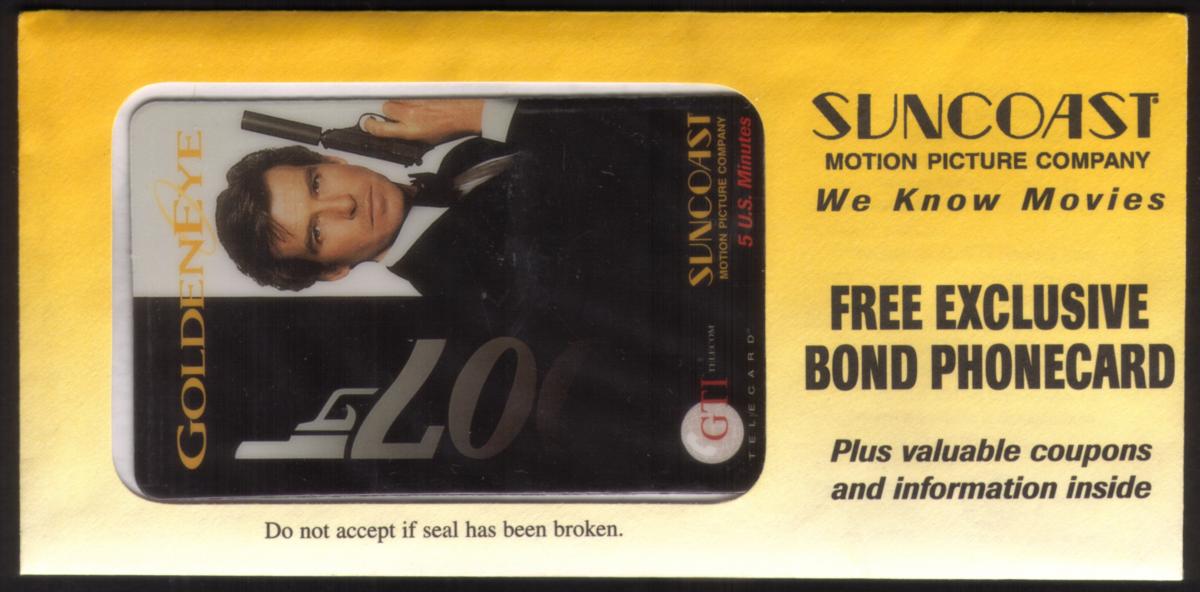 GOLDENEYE
007
SUNCOAST
MOTION PICTURE COMPANY
5 U.S. Minutes
GTI TELECOM
TELECARD
SUNCOAST
MOTION PICTURE COMPANY
We Know Movies
FREE EXCLUSIVE
BOND PHONECARD
Plus valuable coupons
and information inside
Do not accept if seal has been broken.